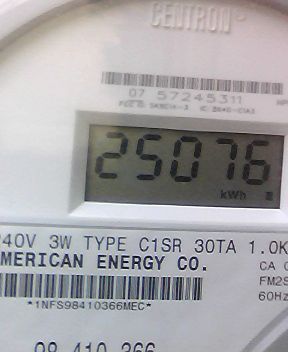 CENTRON
07 57245311
25076
kWh
240V 3W TYPE C1SR 30TA 1.0K
AMERICAN ENERGY CO.
CA
FM2S
60Hz
*1NFS98410366MEC*
98 410 366